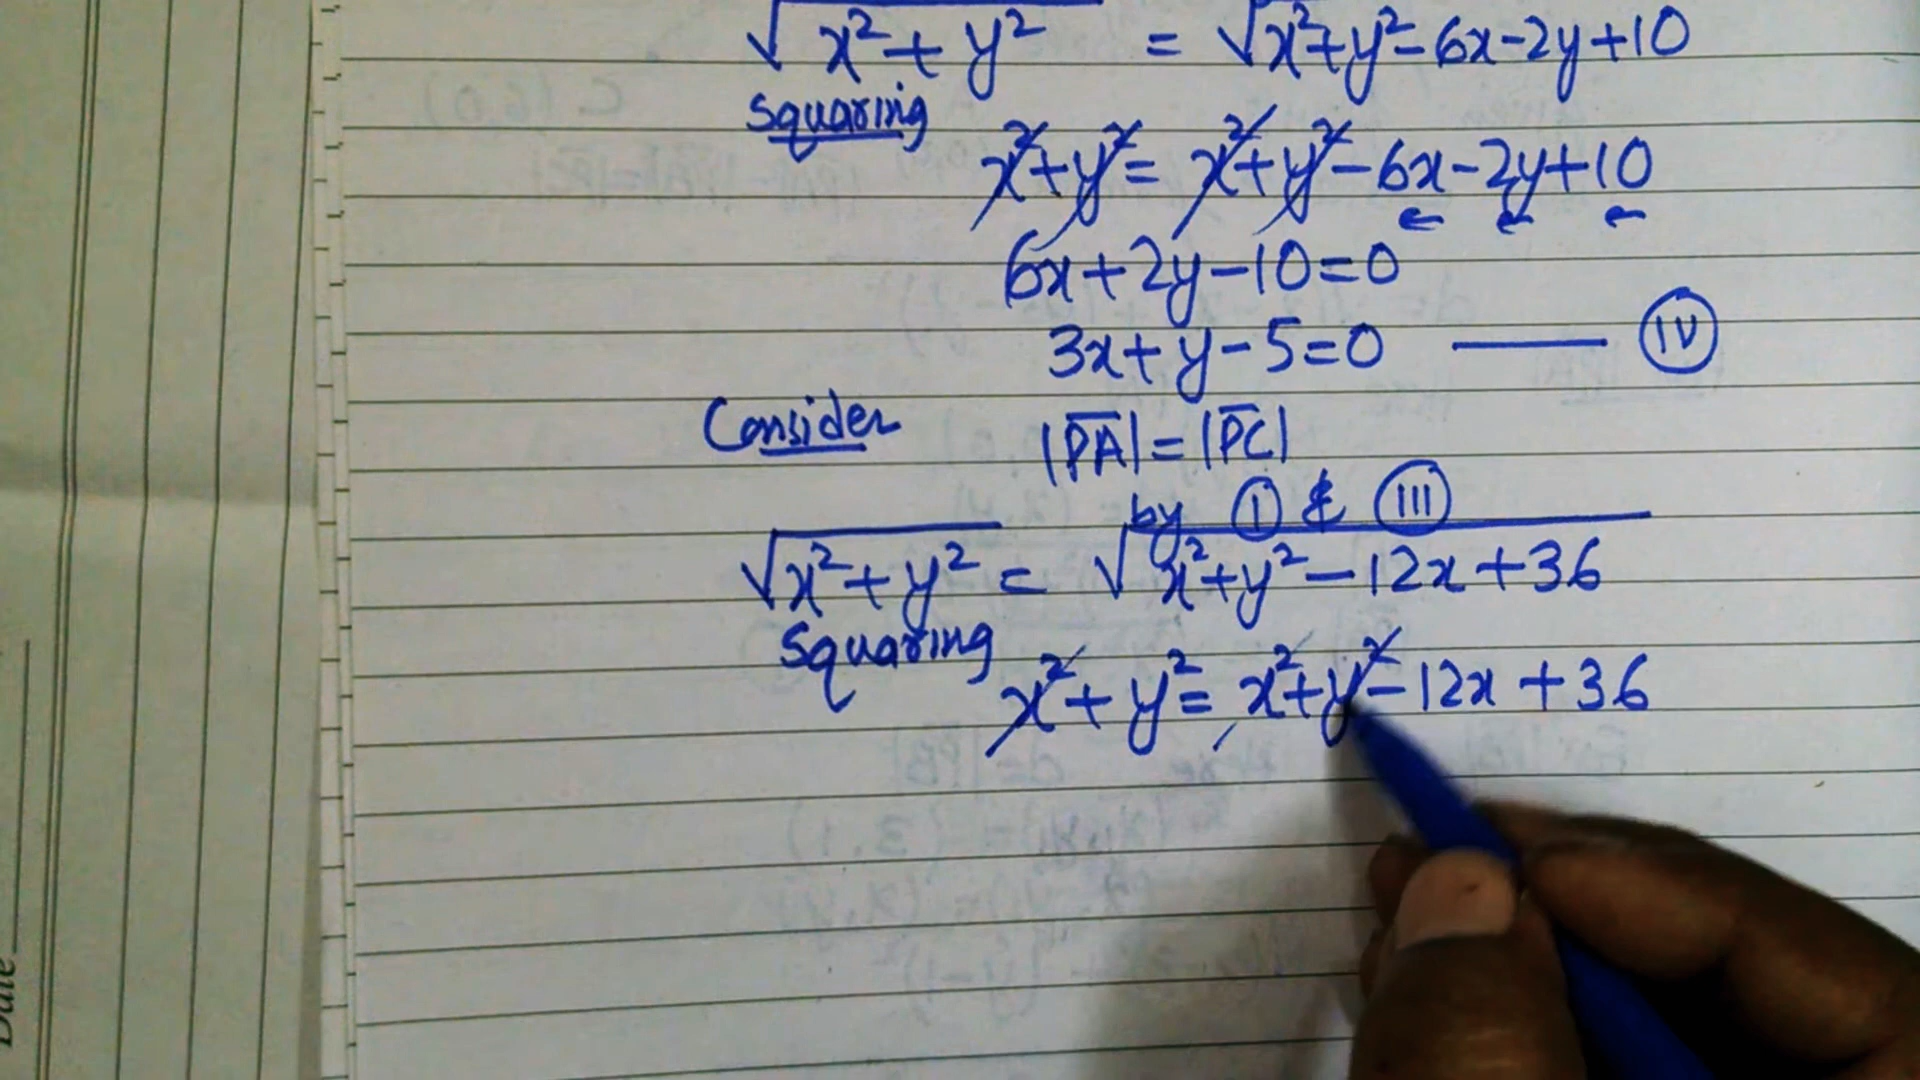 √x²+y² = √x²+y²-6x-2y+10
Squaring
x²+y²= x²+y²-6x-2y+10
6x+2y-10=0
3x+y-5=0 —— IV
Consider |PA|=|PC|
by I & III
√x²+y² = √x²+y²-12x+36
Squaring
x²+y²= x²+y²-12x+36
Date